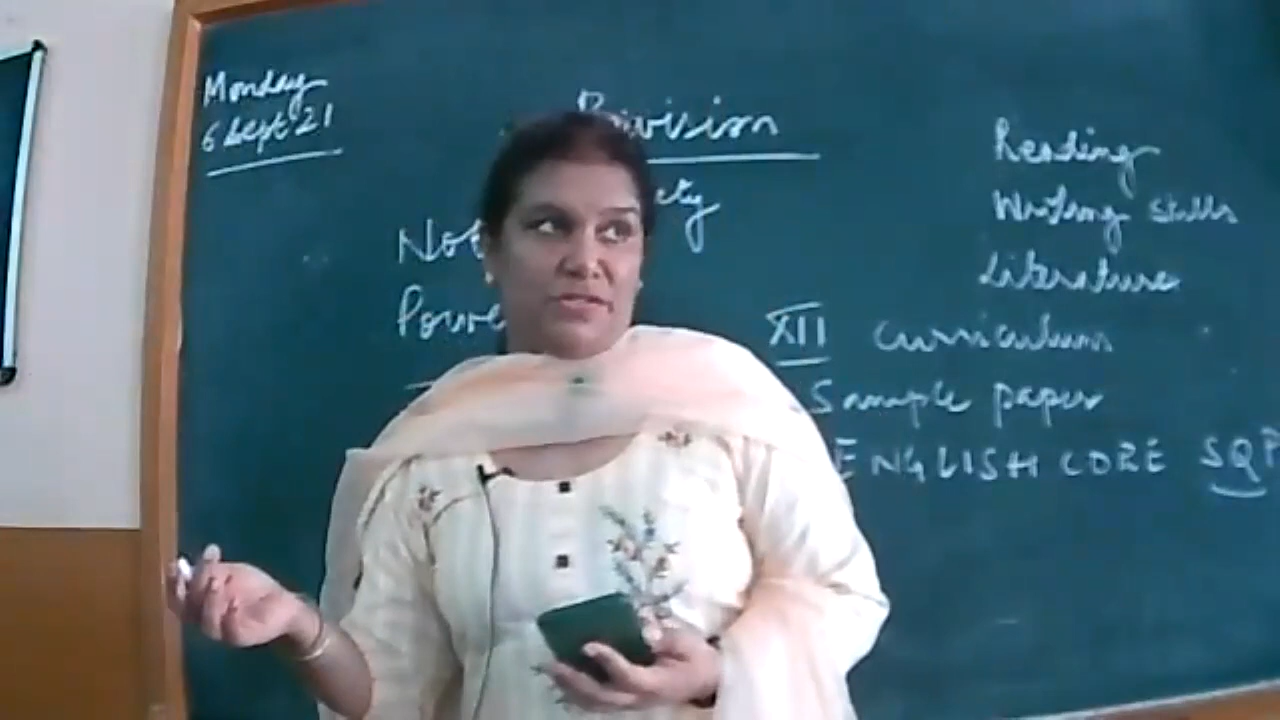 Monday
6 Sept 21
Revision
Reading
Writing Skills
Literature
XII curriculum
Sample paper
ENGLISH CORE SQP